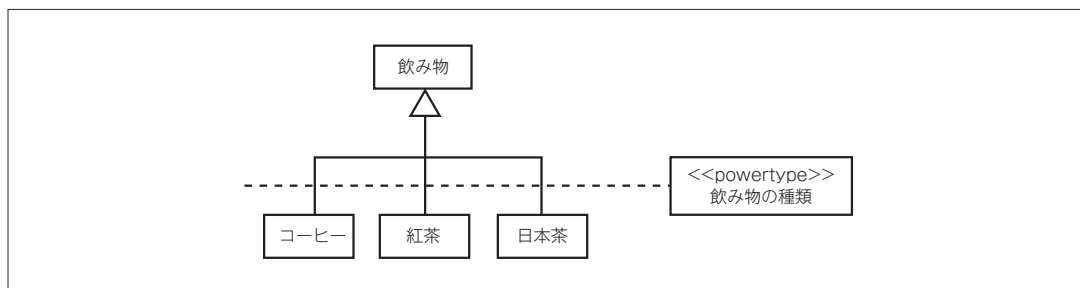 飲み物
<<powertype>>
飲み物の種類
コーヒー
紅茶
日本茶